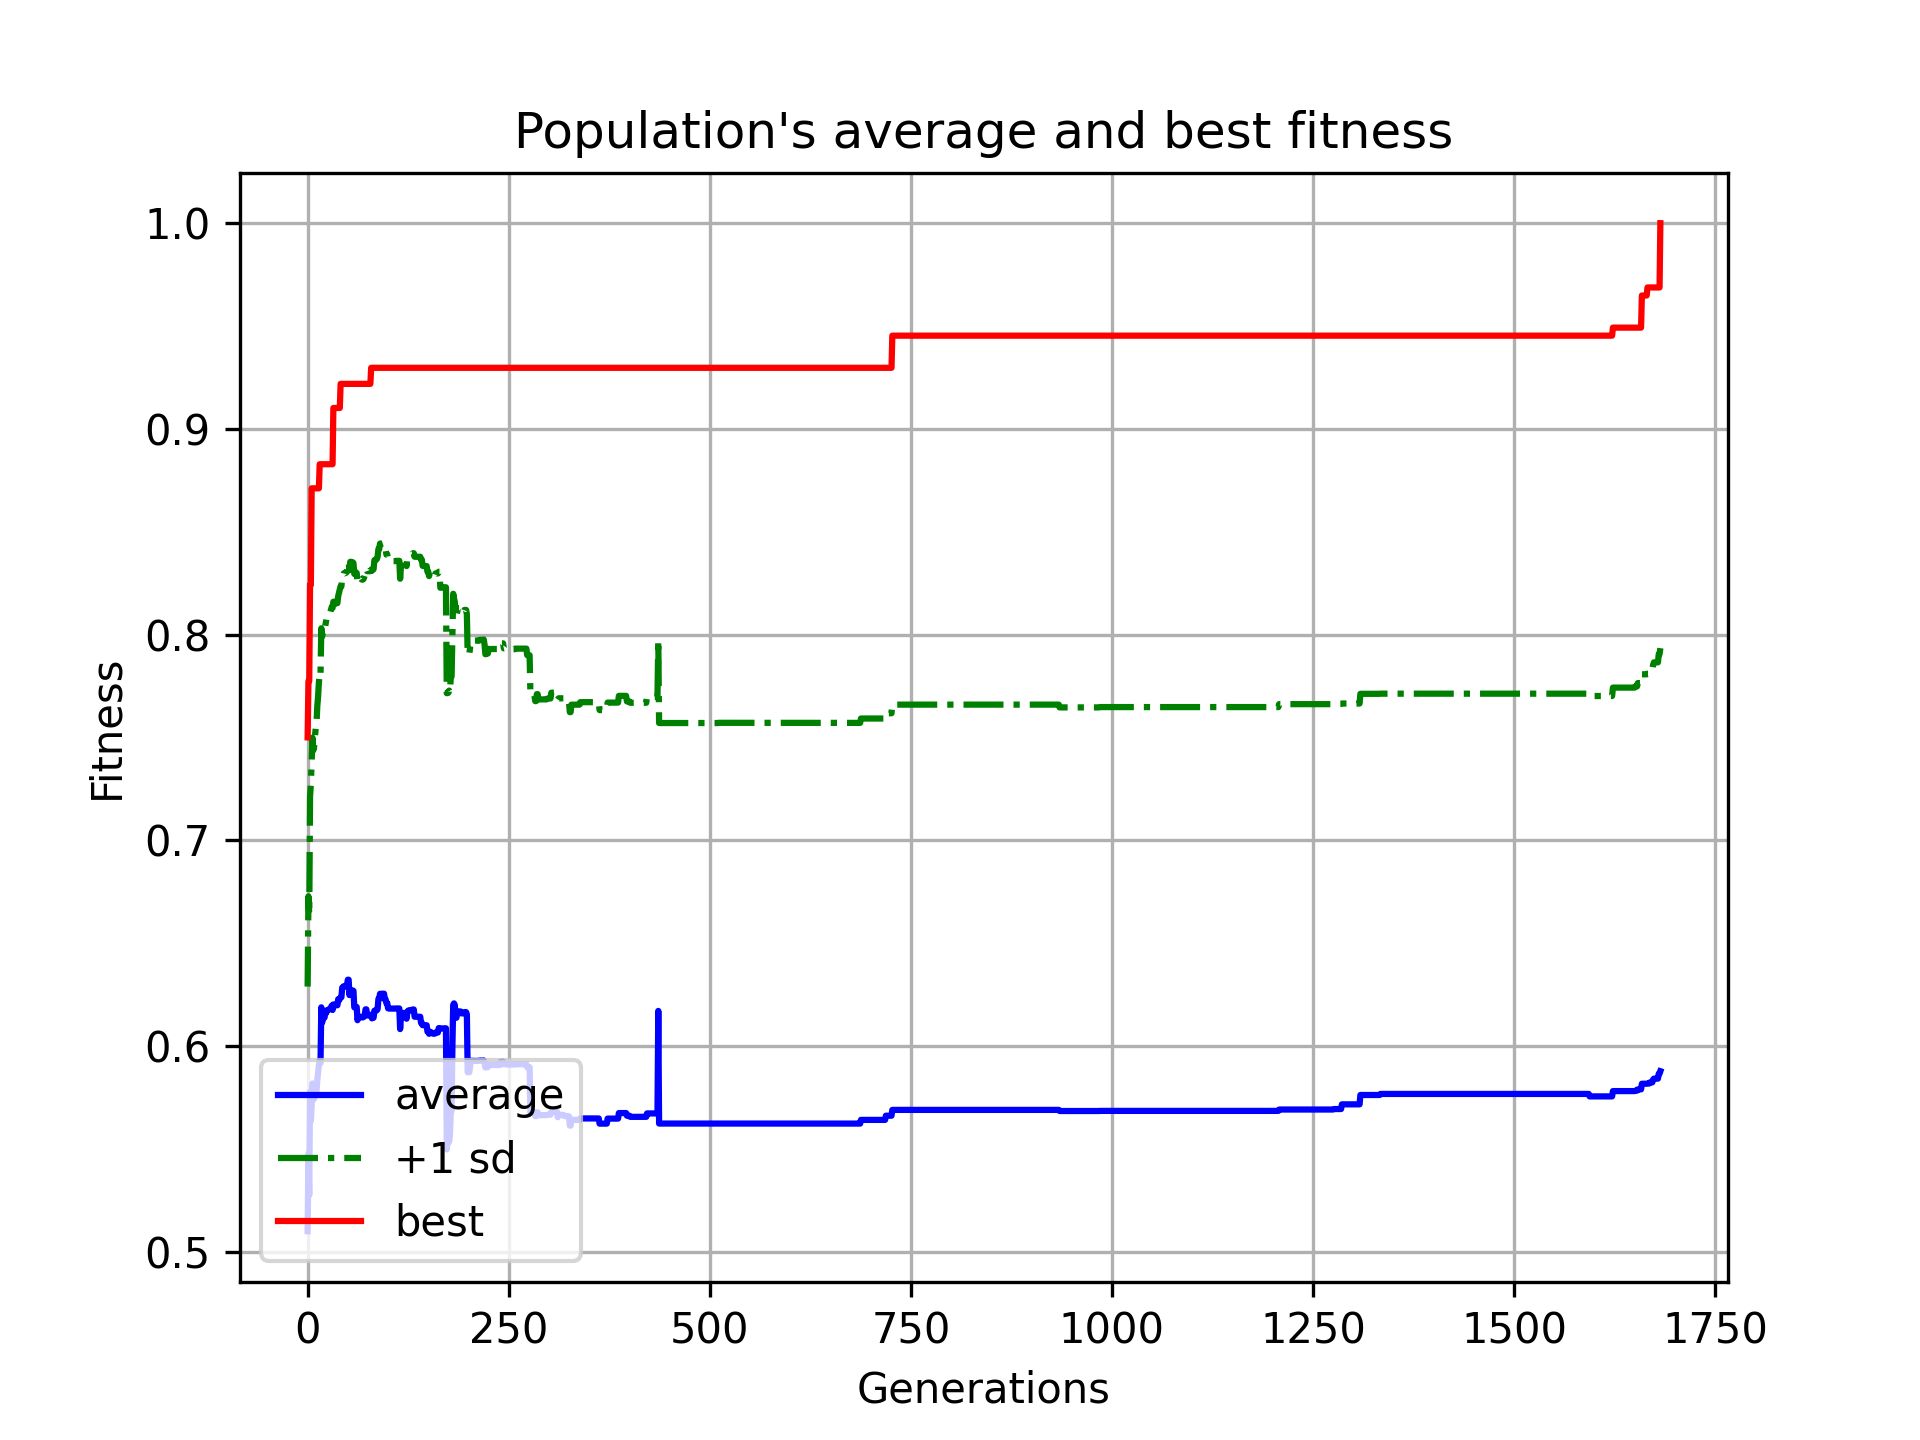 Population's average and best fitness
1.0
0.9
0.8
0.7
0.6
0.5
Fitness
average
+1 sd
best
0 250 500 750 1000 1250 1500 1750
Generations